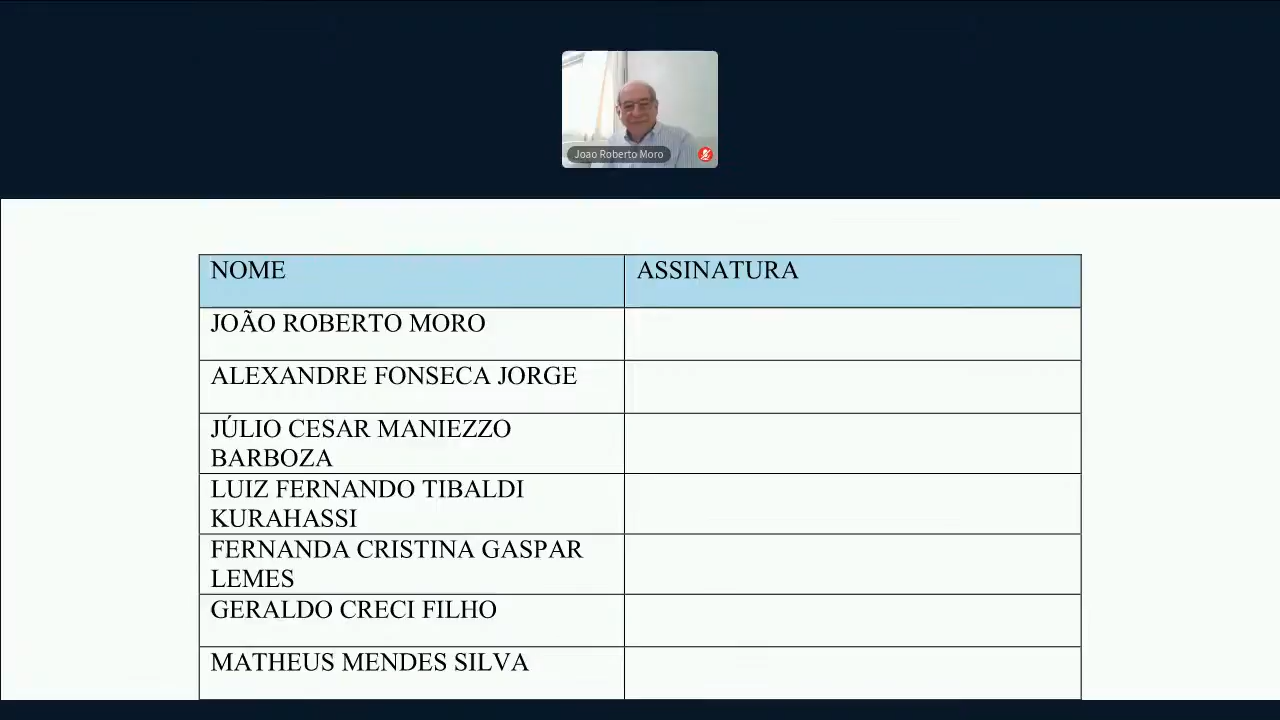 Joao Roberto Moro
NOME
ASSINATURA
JOÃO ROBERTO MORO
ALEXANDRE FONSECA JORGE
JÚLIO CESAR MANIEZZO
BARBOZA
LUIZ FERNANDO TIBALDI
KURAHASSI
FERNANDA CRISTINA GASPAR
LEMES
GERALDO CRECI FILHO
MATHEUS MENDES SILVA